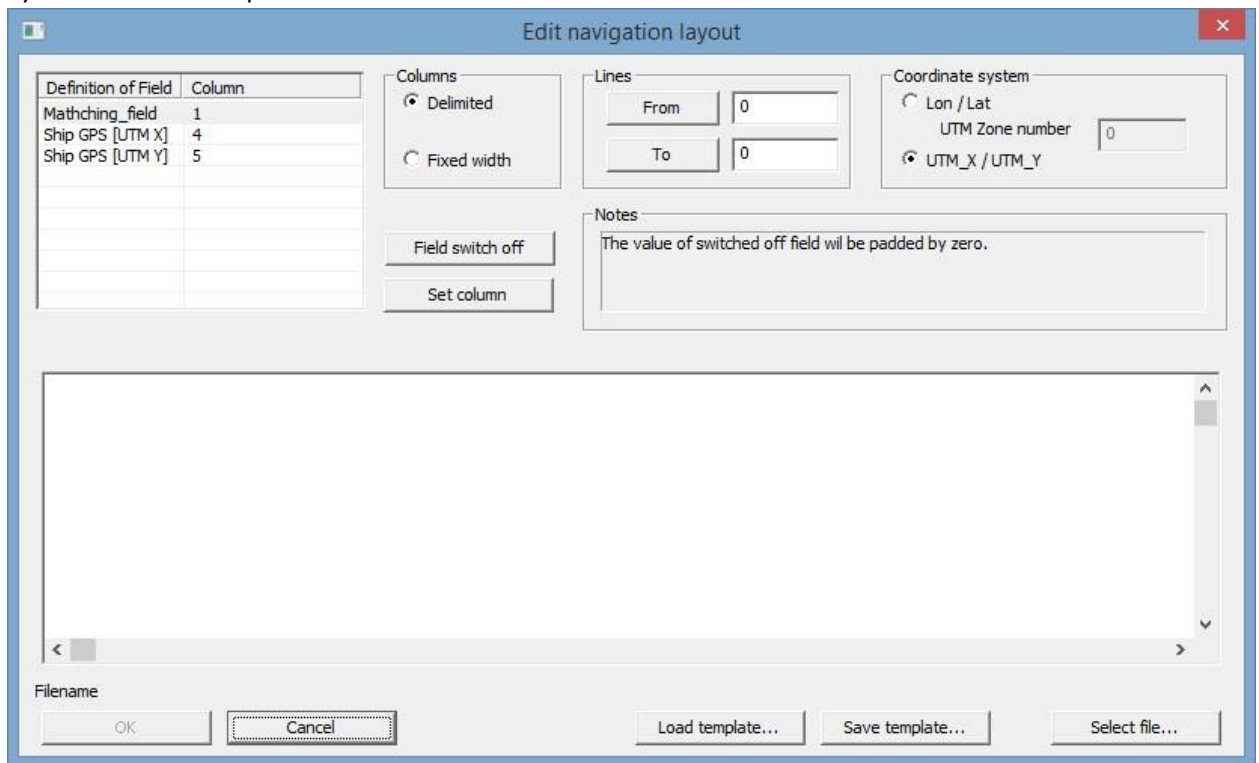 Edit navigation layout
Definition of Field Column
Mathching_field 1
Ship GPS [UTM X] 4
Ship GPS [UTM Y] 5
Columns
Delimited
Fixed width
Lines
From 0
To 0
Coordinate system
Lon / Lat
UTM Zone number 0
UTM_X / UTM_Y
Field switch off
Set column
Notes
The value of switched off field wil be padded by zero.
Filename
OK
Cancel
Load template...
Save template...
Select file...